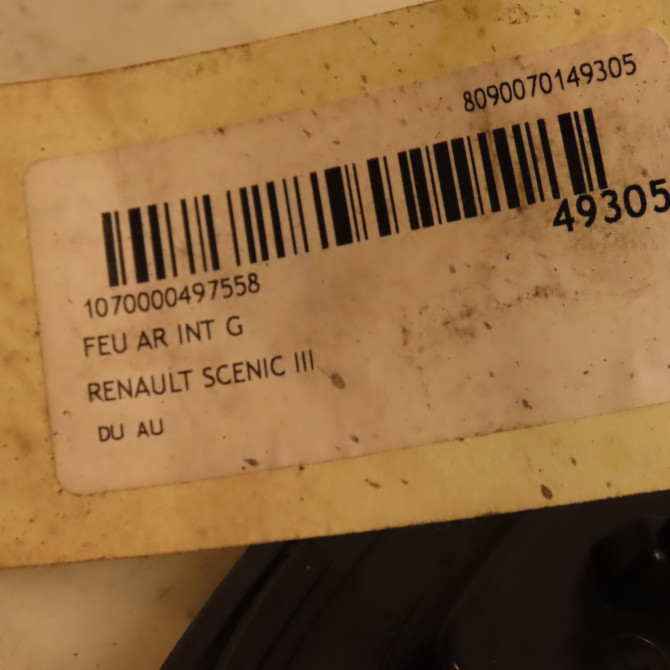 8090070149305
49305
1070000497558
FEU AR INT G
RENAULT SCENIC III
DU AU